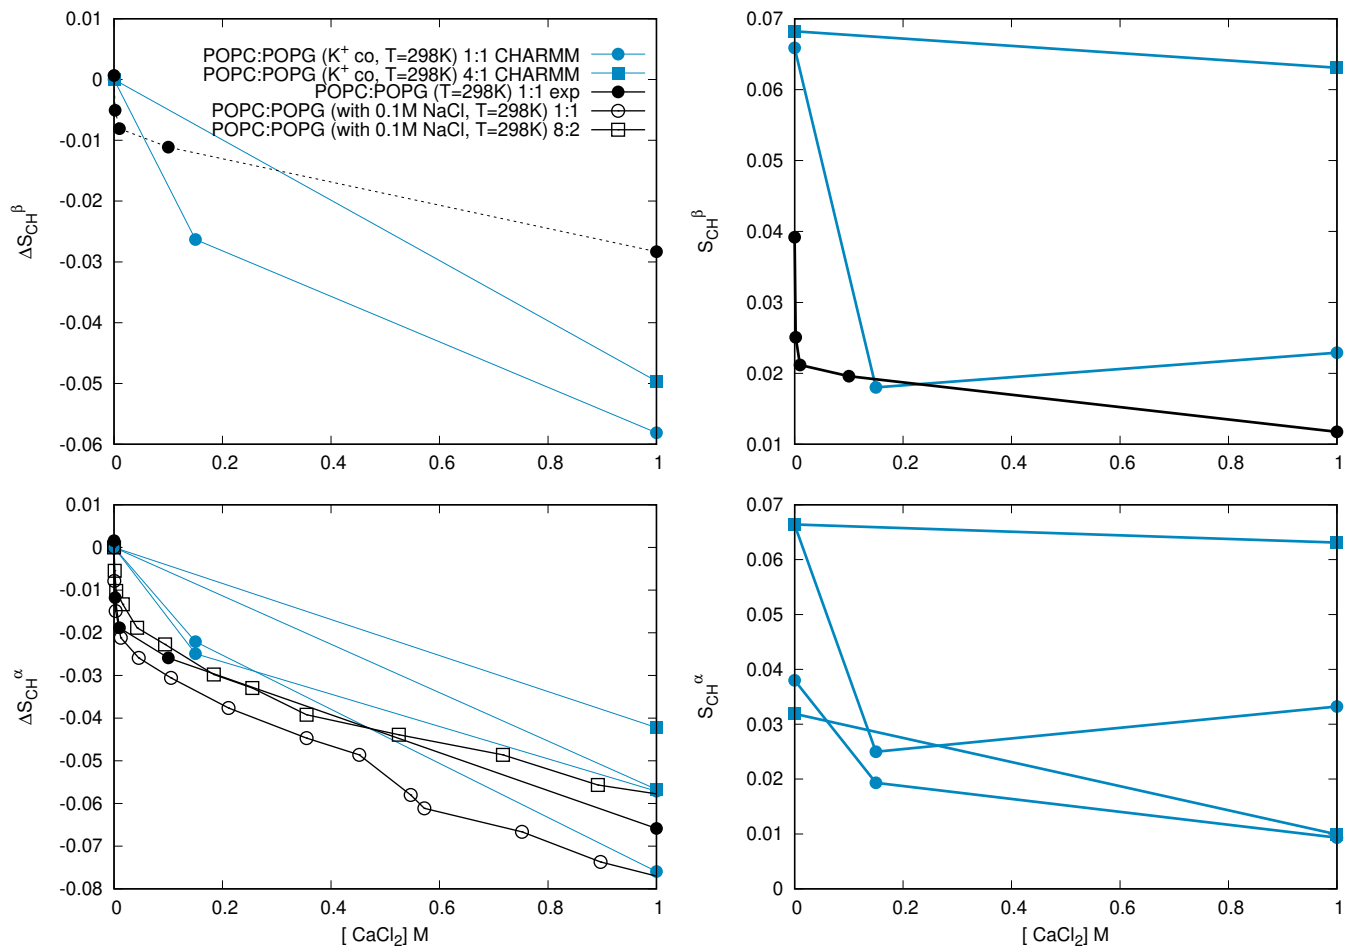 0.01
0
-0.01
-0.02
-0.03
-0.04
-0.05
-0.06
0 0.2 0.4 0.6 0.8 1
ΔS_CH^β
POPC:POPG (K⁺ co, T=298K) 1:1 CHARMM
POPC:POPG (K⁺ co, T=298K) 4:1 CHARMM
POPC:POPG (T=298K) 1:1 exp
POPC:POPG (with 0.1M NaCl, T=298K) 1:1
POPC:POPG (with 0.1M NaCl, T=298K) 8:2
0.07
0.06
0.05
0.04
0.03
0.02
0.01
0 0.2 0.4 0.6 0.8 1
S_CH^β
0.01
0
-0.01
-0.02
-0.03
-0.04
-0.05
-0.06
-0.07
-0.08
0 0.2 0.4 0.6 0.8 1
ΔS_CH^α
[ CaCl₂] M
0.07
0.06
0.05
0.04
0.03
0.02
0.01
0
0 0.2 0.4 0.6 0.8 1
S_CH^α
[ CaCl₂] M